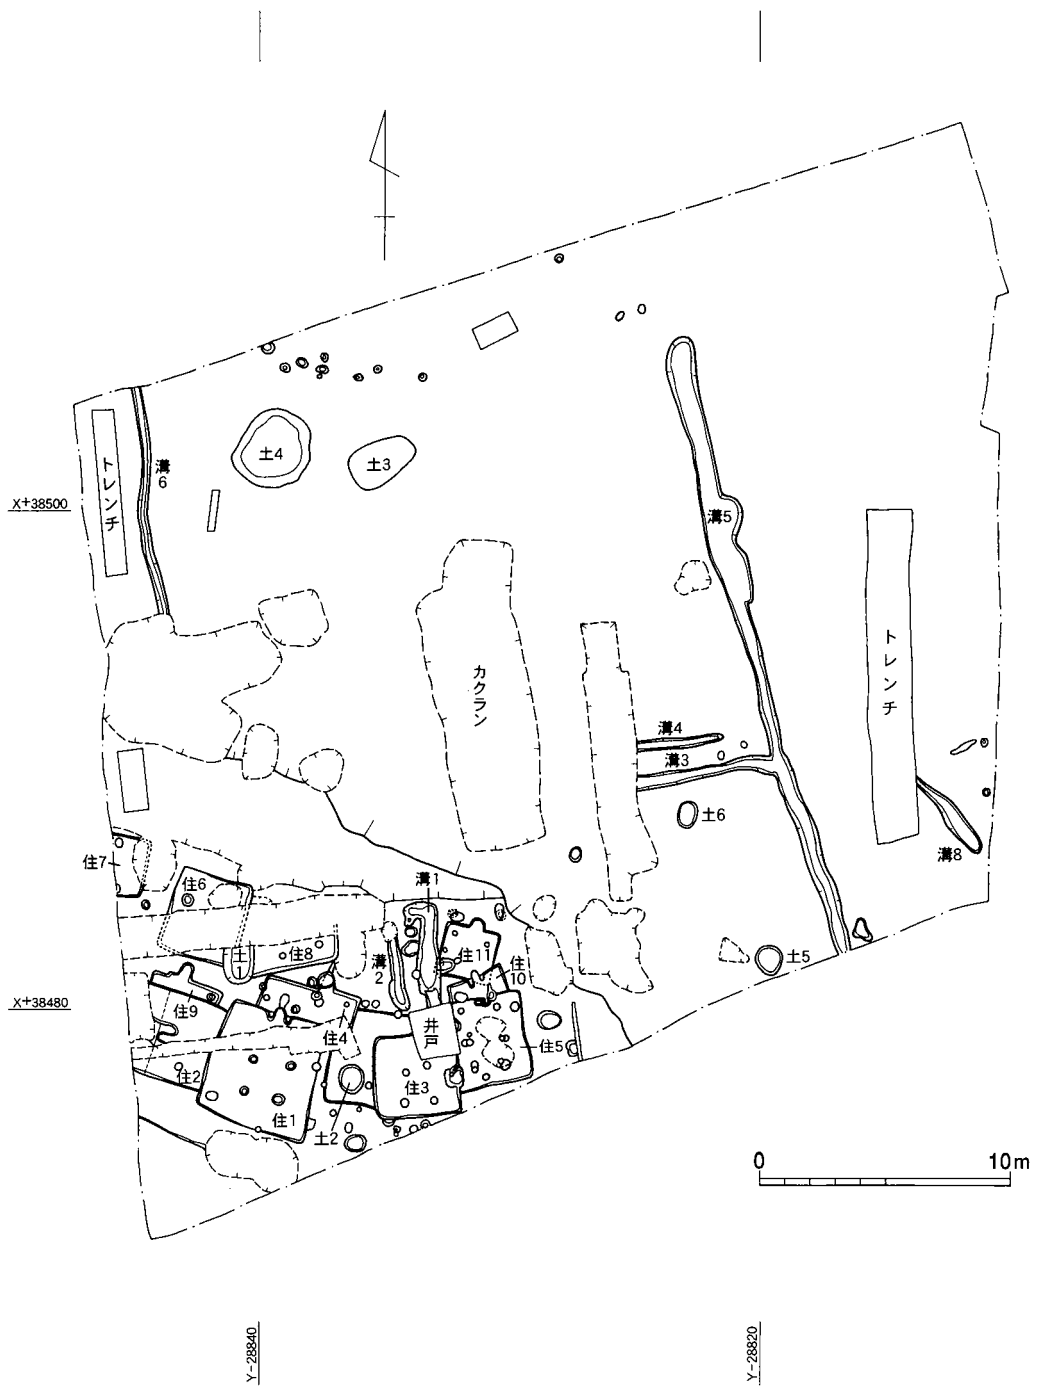 土4
土3
溝6
トレンチ
X+38500
溝5
カクラン
トレンチ
溝4
溝3
土6
溝8
住7
住6
溝1
土1
住8
溝2
住11
住10
土5
X+38480
住9
住4
井戸
住5
住2
住3
住1
土2
0
10m
Y-28840
Y-28820